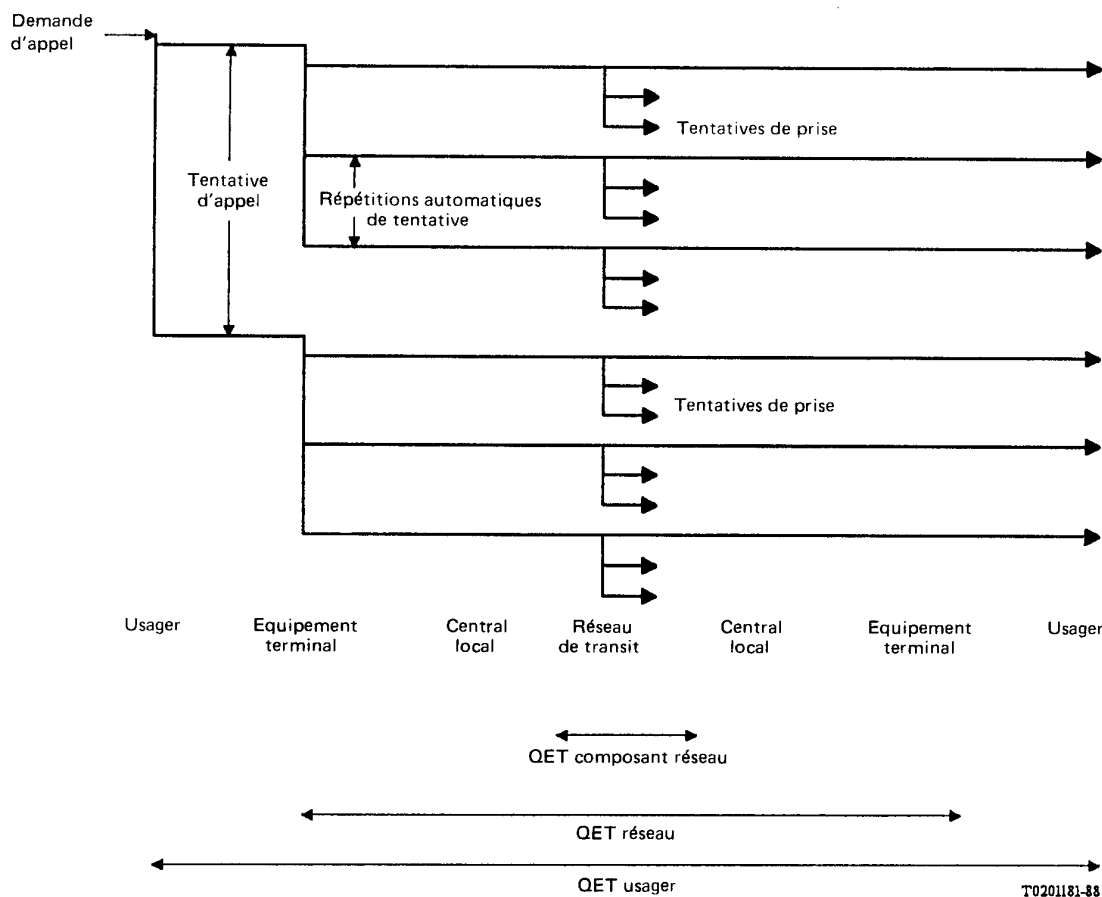 Demande
d'appel
Tentatives de prise
Tentative
d'appel
Répétitions automatiques
de tentative
Tentatives de prise
Usager
Equipement
terminal
Central
local
Réseau
de transit
Central
local
Equipement
terminal
Usager
QET composant réseau
QET réseau
QET usager
T0201181-88